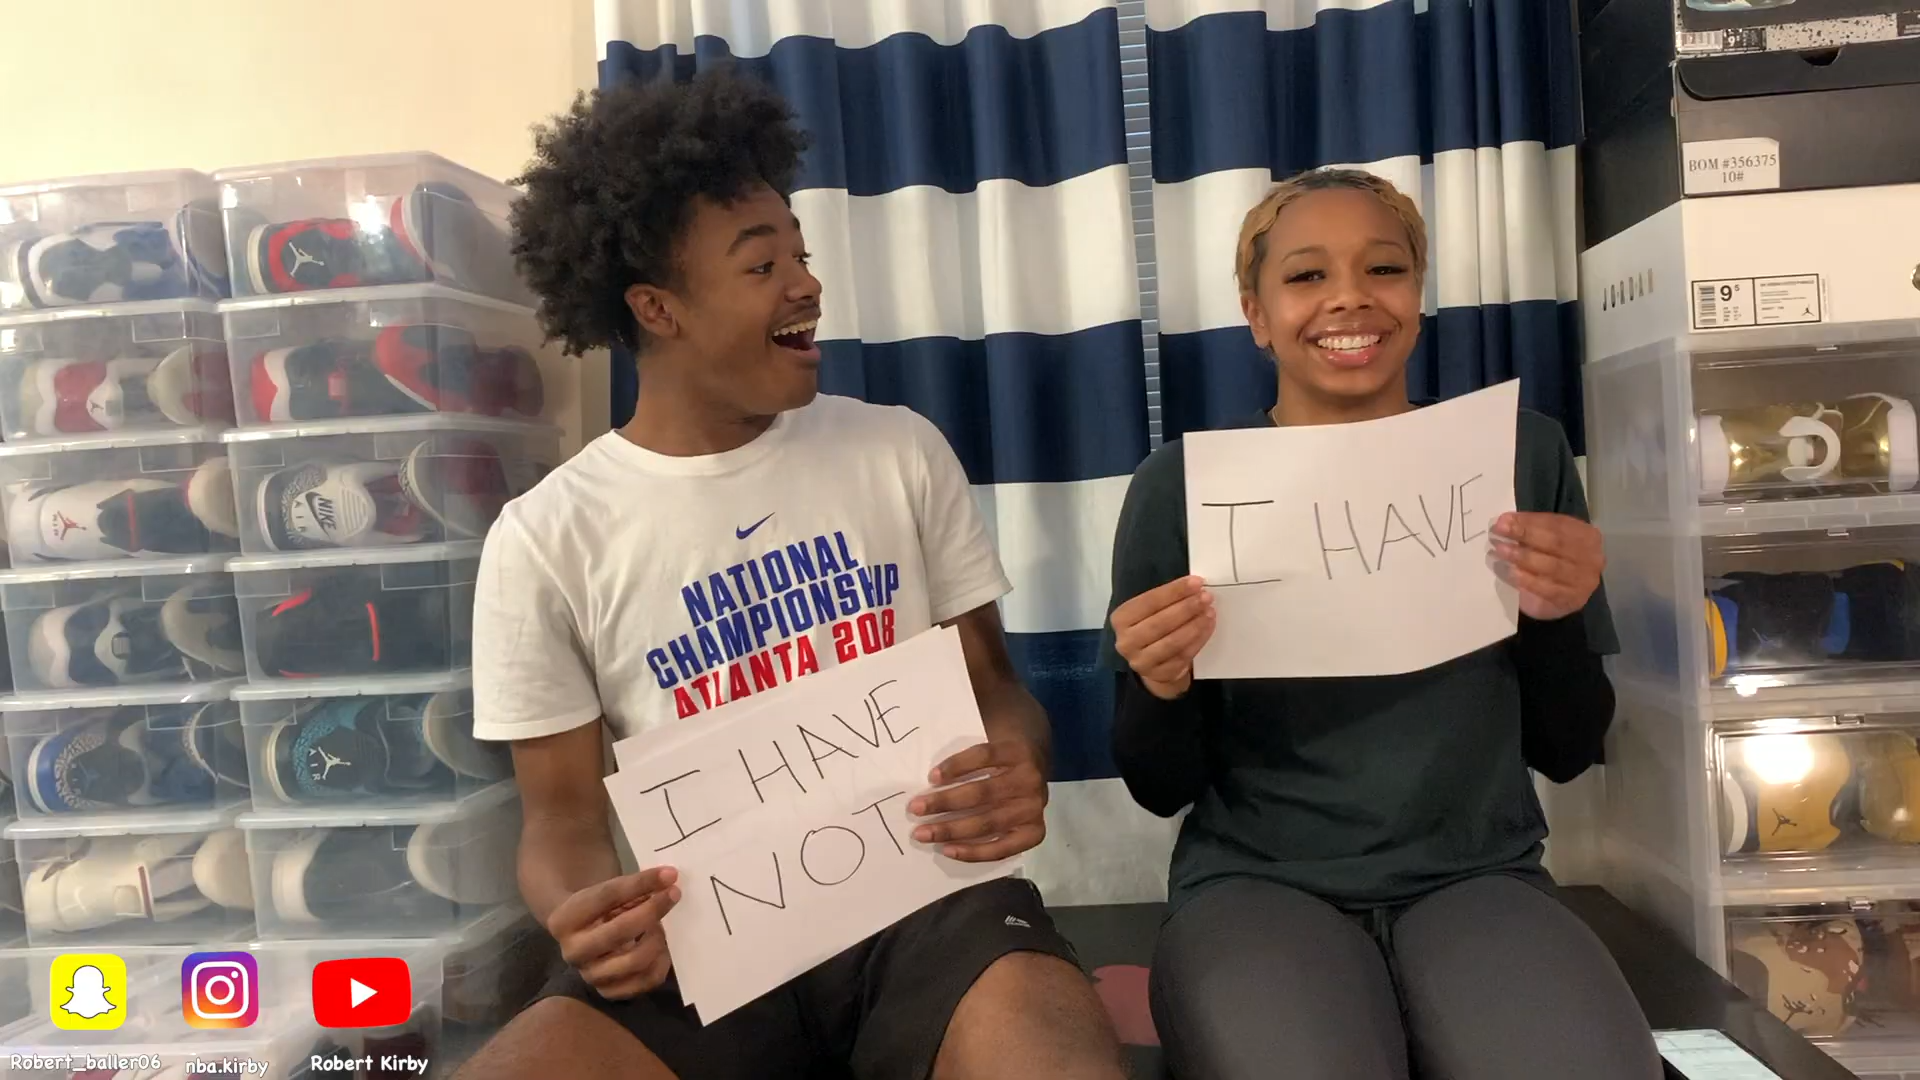 NATIONAL
CHAMPIONSHIP
ATLANTA 208
I HAVE
NOT
I HAVE
BOM #356375
10#
JORDAN
9 5
NIKE
AIR
AIR
Robert_baller06
nba.kirby
Robert Kirby